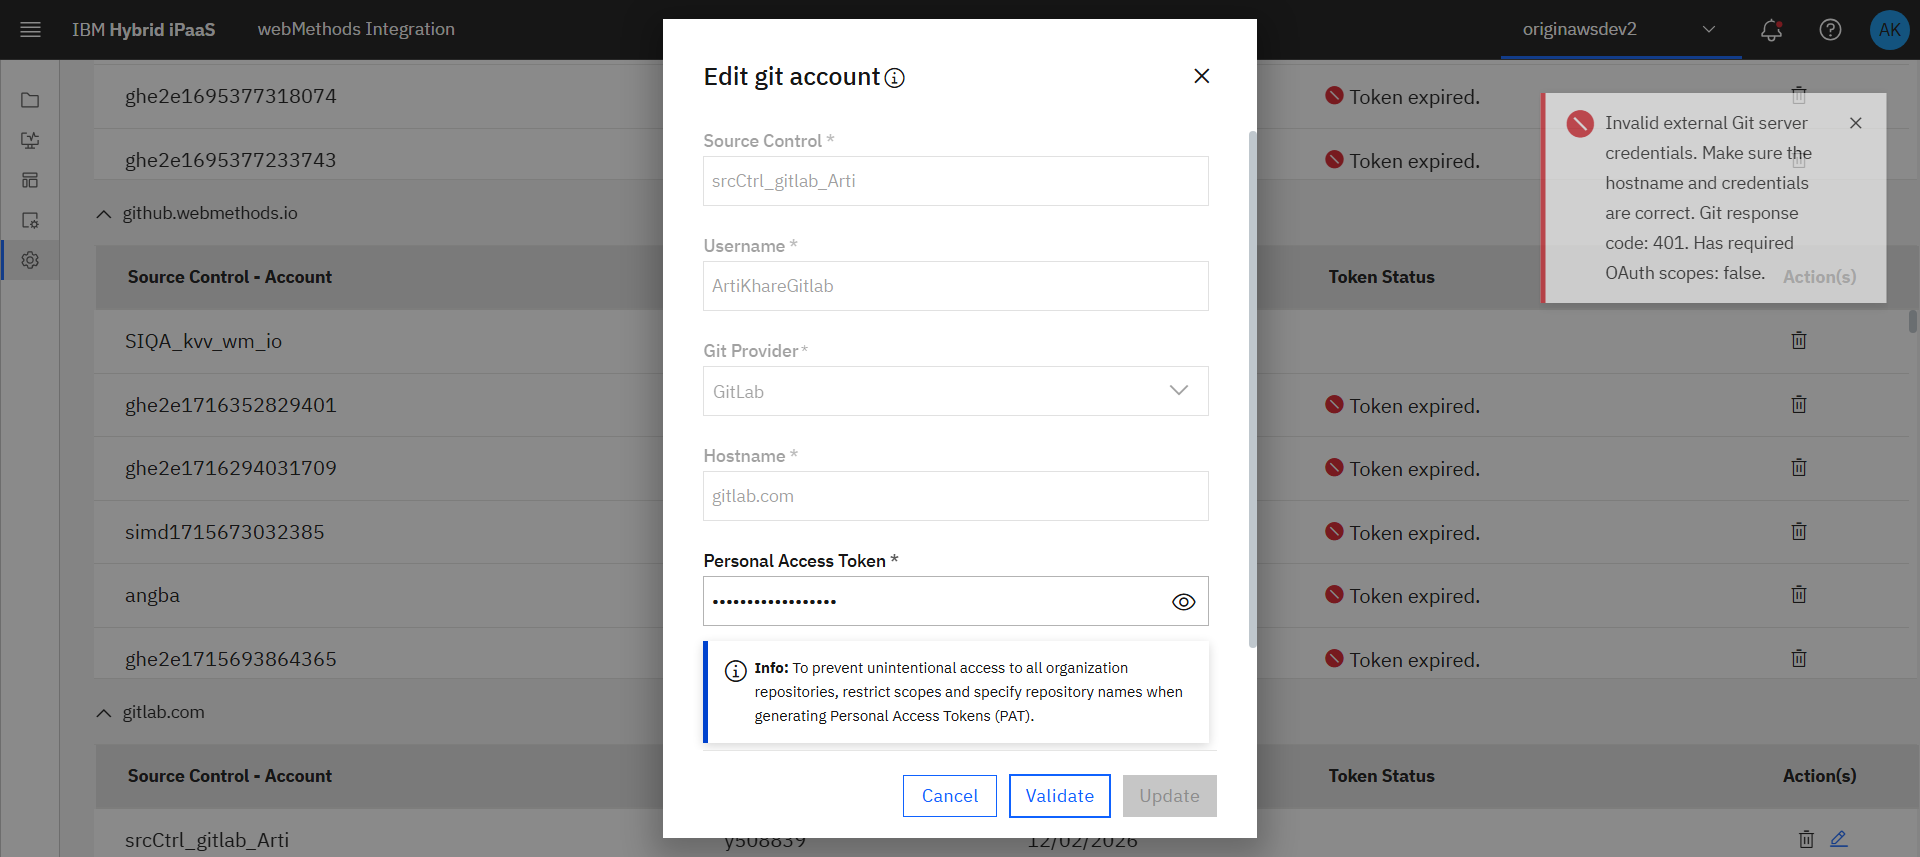 IBM Hybrid iPaaS
webMethods Integration
originawsdev2
AK
ghe2e1695377318074
Token expired.
ghe2e1695377233743
Token expired.
github.webmethods.io
Source Control - Account
Token Status
Action(s)
SIQA_kvv_wm_io
ghe2e1716352829401
Token expired.
ghe2e1716294031709
Token expired.
simd1715673032385
Token expired.
angba
Token expired.
ghe2e1715693864365
Token expired.
gitlab.com
Source Control - Account
Token Status
Action(s)
srcCtrl_gitlab_Arti
y508839
12/02/2026
Edit git account
Source Control *
srcCtrl_gitlab_Arti
Username *
ArtiKhareGitlab
Git Provider *
GitLab
Hostname *
gitlab.com
Personal Access Token *
••••••••••••••••••
Info: To prevent unintentional access to all organization
repositories, restrict scopes and specify repository names when
generating Personal Access Tokens (PAT).
Cancel
Validate
Update
Invalid external Git server
credentials. Make sure the
hostname and credentials
are correct. Git response
code: 401. Has required
OAuth scopes: false.